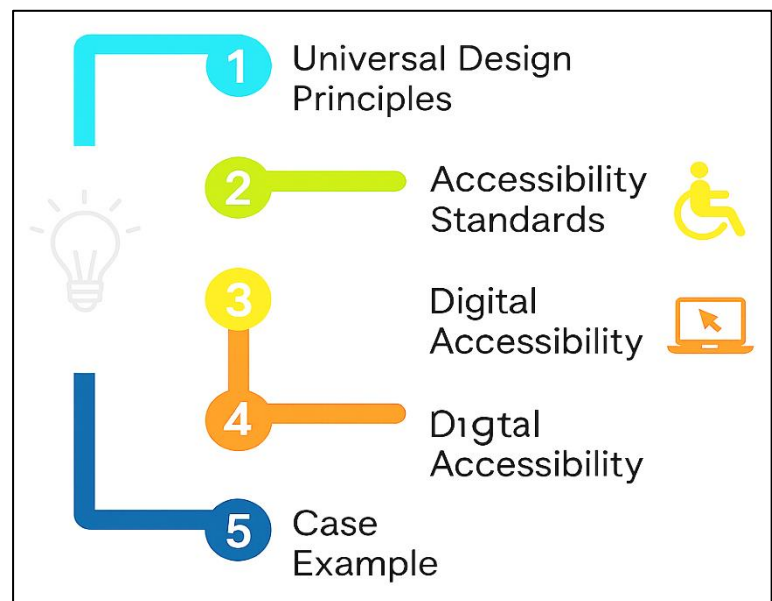 1 Universal Design
Principles
2 Accessibility
Standards
3 Digital
Accessibility
4 Dıgtal
Accessibility
5 Case
Example